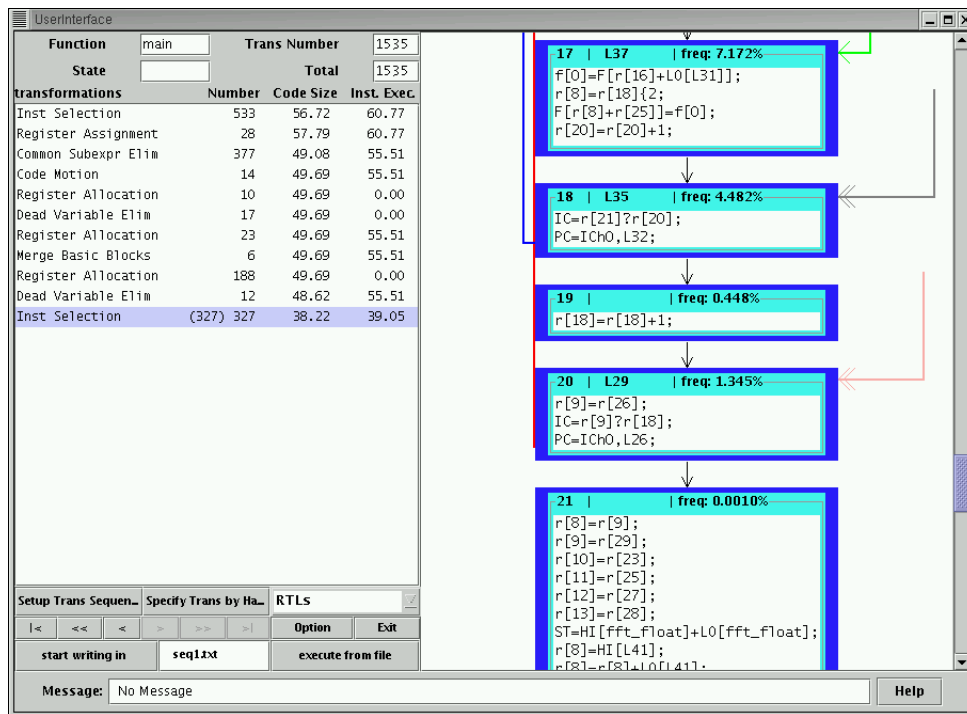 UserInterface
Function main Trans Number 1535
State Total 1535
transformations Number Code Size Inst. Exec.
Inst Selection 533 56.72 60.77
Register Assignment 28 57.79 60.77
Common Subexpr Elim 377 49.08 55.51
Code Motion 14 49.69 55.51
Register Allocation 10 49.69 0.00
Dead Variable Elim 17 49.69 0.00
Register Allocation 23 49.69 55.51
Merge Basic Blocks 6 49.69 55.51
Register Allocation 188 49.69 0.00
Dead Variable Elim 12 48.62 55.51
Inst Selection (327) 327 38.22 39.05
Setup Trans Sequen... Specify Trans by Ha... RTLs
|< << < > >> >| Option Exit
start writing in seq1.txt execute from file
17 | L37 | freq: 7.172%
f[0]=F[r[16]+LO[L31]];
r[8]=r[18]{2;
F[r[8]+r[25]]=f[0];
r[20]=r[20]+1;
18 | L35 | freq: 4.482%
IC=r[21]?r[20];
PC=ICh0,L32;
19 | | freq: 0.448%
r[18]=r[18]+1;
20 | L29 | freq: 1.345%
r[9]=r[26];
IC=r[9]?r[18];
PC=ICh0,L26;
21 | | freq: 0.0010%
r[8]=r[9];
r[9]=r[29];
r[10]=r[23];
r[11]=r[25];
r[12]=r[27];
r[13]=r[28];
ST=HI[fft_float]+LO[fft_float];
r[8]=HI[L41];
r[8]=r[8]+LO[L41];
Message: No Message Help